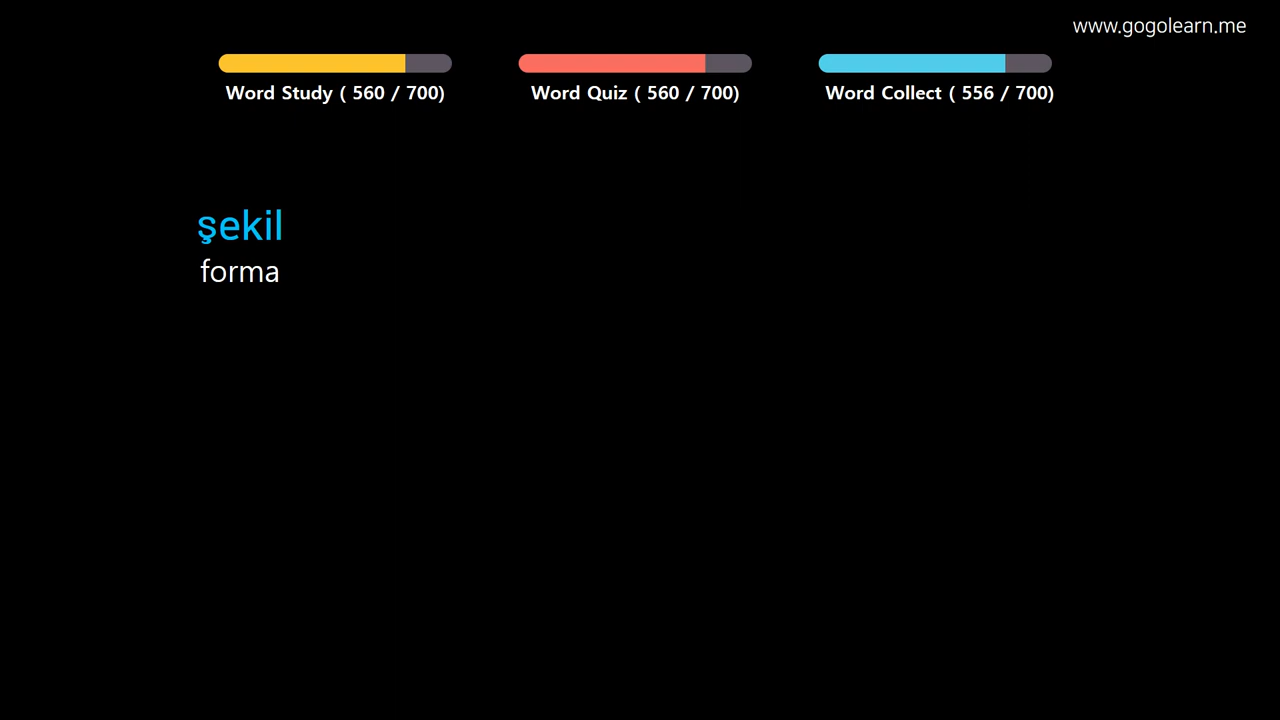 www.gogolearn.me
Word Study ( 560 / 700)
Word Quiz ( 560 / 700)
Word Collect ( 556 / 700)
şekil
forma